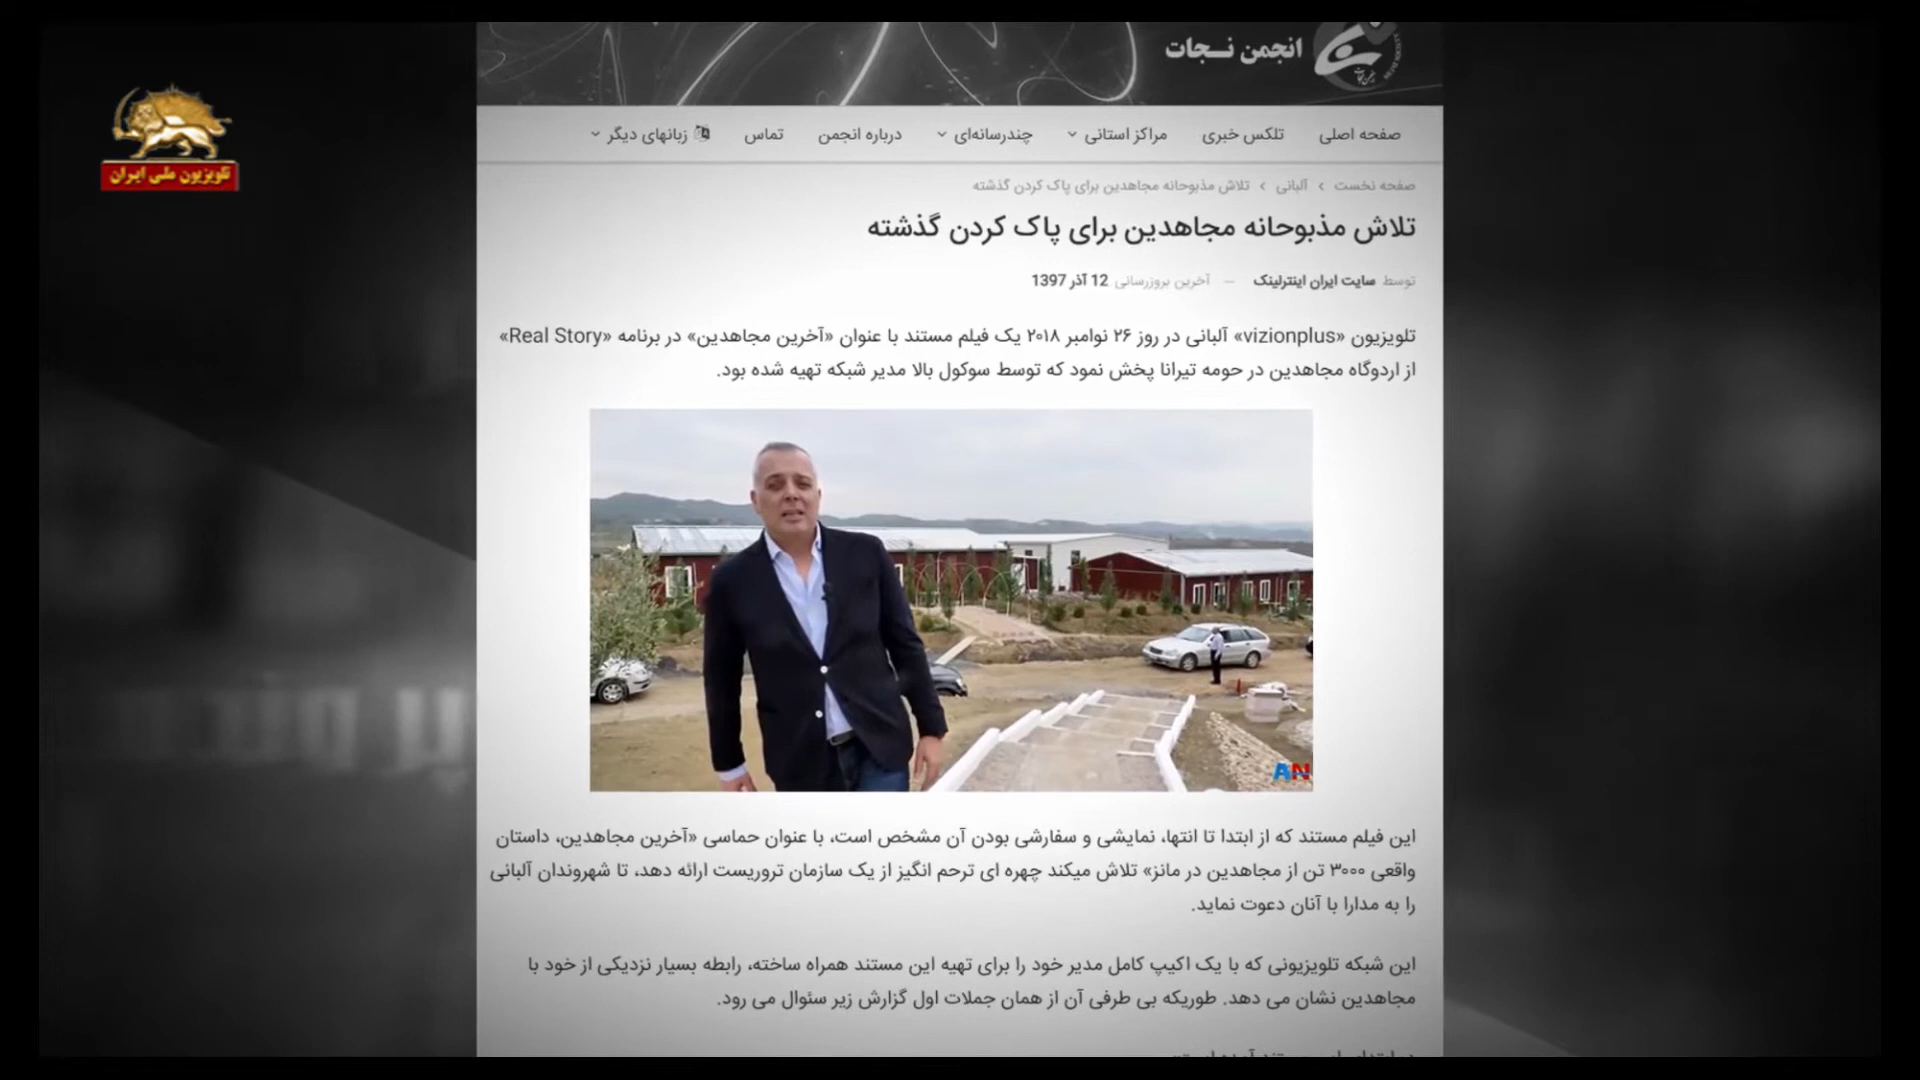 انجمن نـجات
تلویزیون ملی ایران
صفحه اصلی
تلکس خبری
مراکز استانی
چندرسانه‌ای
درباره انجمن
تماس
زبانهای دیگر
صفحه نخست › آلبانی › تلاش مذبوحانه مجاهدین برای پاک کردن گذشته
تلاش مذبوحانه مجاهدین برای پاک کردن گذشته
توسط سایت ایران اینترلینک — آخرین بروزرسانی 12 آذر 1397
تلویزیون «vizionplus» آلبانی در روز ۲۶ نوامبر ۲۰۱۸ یک فیلم مستند با عنوان «آخرین مجاهدین» در برنامه «Real Story»
از اردوگاه مجاهدین در حومه تیرانا پخش نمود که توسط سوکول بالا مدیر شبکه تهیه شده بود.
AN
این فیلم مستند که از ابتدا تا انتها، نمایشی و سفارشی بودن آن مشخص است، با عنوان حماسی «آخرین مجاهدین، داستان
واقعی ۳۰۰۰ تن از مجاهدین در مانز» تلاش میکند چهره ای ترحم انگیز از یک سازمان تروریست ارائه دهد، تا شهروندان آلبانی
را به مدارا با آنان دعوت نماید.
این شبکه تلویزیونی که با یک اکیپ کامل مدیر خود را برای تهیه این مستند همراه ساخته، رابطه بسیار نزدیکی از خود با
مجاهدین نشان می دهد. طوریکه بی طرفی آن از همان جملات اول گزارش زیر سئوال می رود.